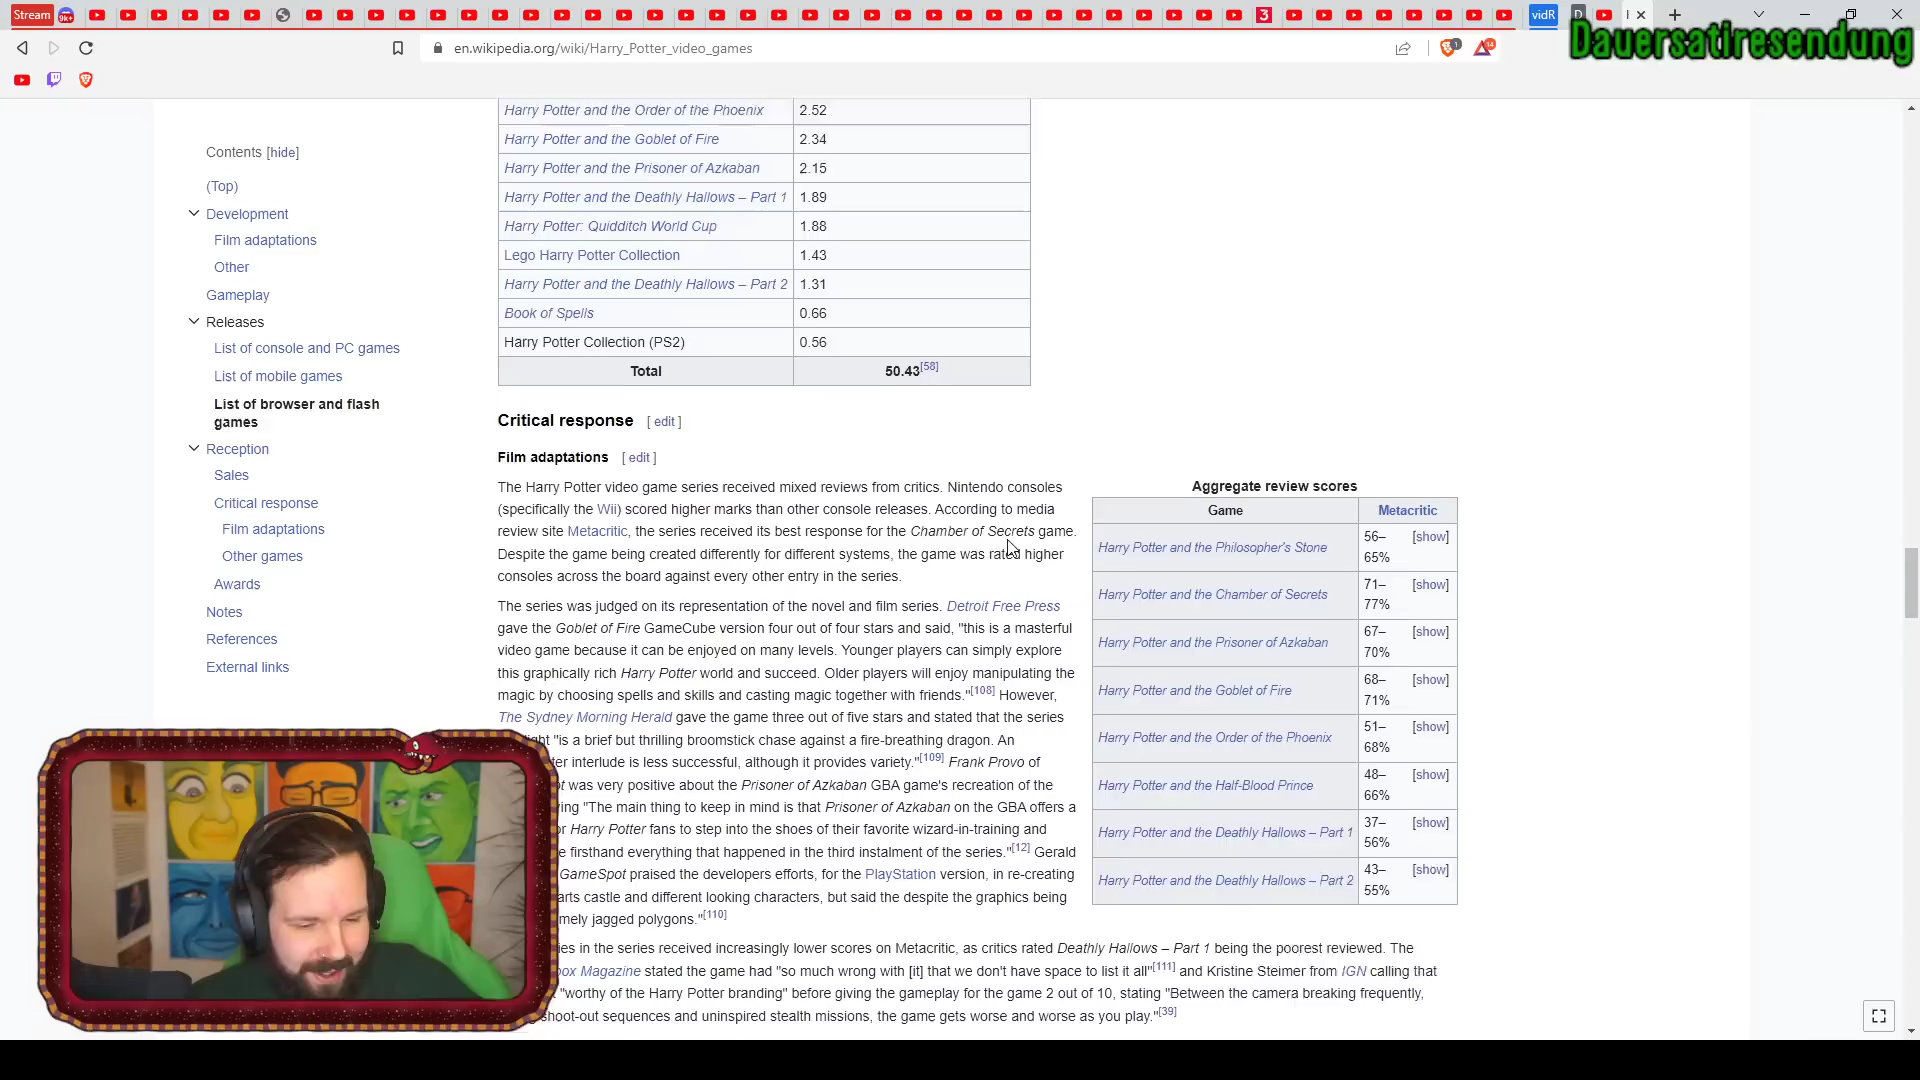 Stream
9+
3
vidR
D
Dauersatiresendung
en.wikipedia.org/wiki/Harry_Potter_video_games
1
14
Contents [hide]
(Top)
Development
Film adaptations
Other
Gameplay
Releases
List of console and PC games
List of mobile games
List of browser and flash
games
Reception
Sales
Critical response
Film adaptations
Other games
Awards
Notes
References
External links
Harry Potter and the Order of the Phoenix 2.52
Harry Potter and the Goblet of Fire 2.34
Harry Potter and the Prisoner of Azkaban 2.15
Harry Potter and the Deathly Hallows – Part 1 1.89
Harry Potter: Quidditch World Cup 1.88
Lego Harry Potter Collection 1.43
Harry Potter and the Deathly Hallows – Part 2 1.31
Book of Spells 0.66
Harry Potter Collection (PS2) 0.56
Total 50.43[58]
Critical response [ edit ]
Film adaptations [ edit ]
The Harry Potter video game series received mixed reviews from critics. Nintendo consoles
(specifically the Wii) scored higher marks than other console releases. According to media
review site Metacritic, the series received its best response for the Chamber of Secrets game.
Despite the game being created differently for different systems, the game was rated higher
consoles across the board against every other entry in the series.
The series was judged on its representation of the novel and film series. Detroit Free Press
gave the Goblet of Fire GameCube version four out of four stars and said, "this is a masterful
video game because it can be enjoyed on many levels. Younger players can simply explore
this graphically rich Harry Potter world and succeed. Older players will enjoy manipulating the
magic by choosing spells and skills and casting magic together with friends."[108] However,
The Sydney Morning Herald gave the game three out of five stars and stated that the series
"is a brief but thrilling broomstick chase against a fire-breathing dragon. An
ter interlude is less successful, although it provides variety."[109] Frank Provo of
was very positive about the Prisoner of Azkaban GBA game's recreation of the
ing "The main thing to keep in mind is that Prisoner of Azkaban on the GBA offers a
or Harry Potter fans to step into the shoes of their favorite wizard-in-training and
e firsthand everything that happened in the third instalment of the series."[12] Gerald
GameSpot praised the developers efforts, for the PlayStation version, in re-creating
arts castle and different looking characters, but said the despite the graphics being
mely jagged polygons."[110]
ies in the series received increasingly lower scores on Metacritic, as critics rated Deathly Hallows – Part 1 being the poorest reviewed. The
box Magazine stated the game had "so much wrong with [it] that we don't have space to list it all"[111] and Kristine Steimer from IGN calling that
"worthy of the Harry Potter branding" before giving the gameplay for the game 2 out of 10, stating "Between the camera breaking frequently,
shoot-out sequences and uninspired stealth missions, the game gets worse and worse as you play."[39]
Aggregate review scores
Game Metacritic
Harry Potter and the Philosopher's Stone 56– [show]
65%
Harry Potter and the Chamber of Secrets 71– [show]
77%
Harry Potter and the Prisoner of Azkaban 67– [show]
70%
Harry Potter and the Goblet of Fire 68– [show]
71%
Harry Potter and the Order of the Phoenix 51– [show]
68%
Harry Potter and the Half-Blood Prince 48– [show]
66%
Harry Potter and the Deathly Hallows – Part 1 37– [show]
56%
Harry Potter and the Deathly Hallows – Part 2 43– [show]
55%